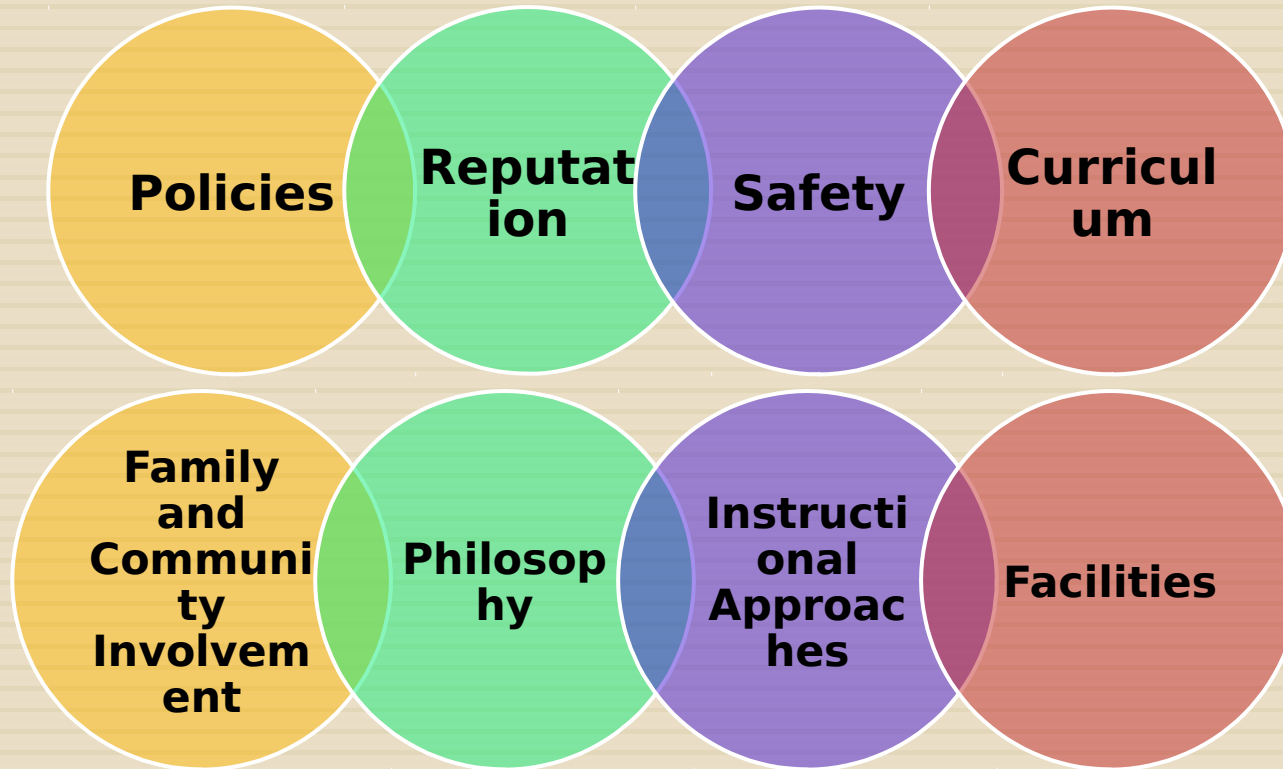 Policies
Reputat
ion
Safety
Curricul
um
Family
and
Communi
ty
Involvem
ent
Philosop
hy
Instructi
onal
Approac
hes
Facilities